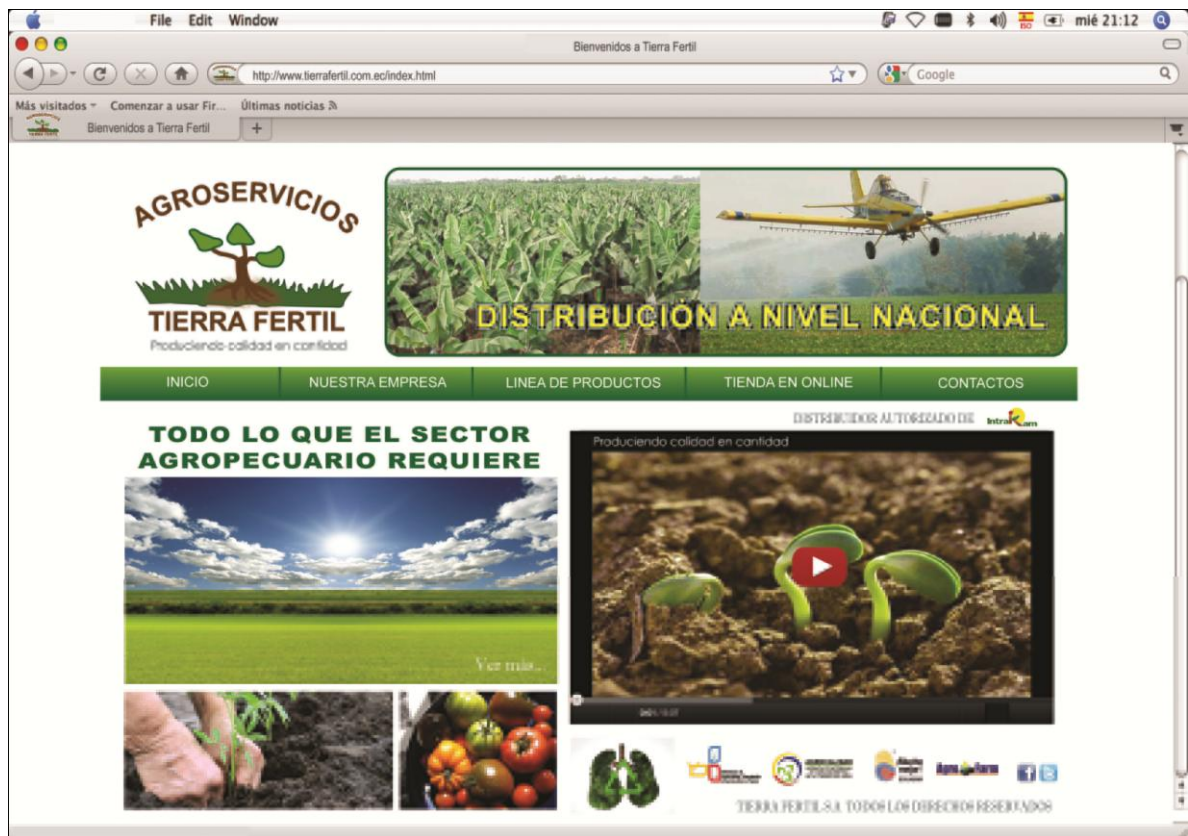 File Edit Window
mié 21:12
Bienvenidos a Tierra Fertil
http://www.tierrafertil.com.ec/index.html
Google
Más visitados Comenzar a usar Fir... Últimas noticias
Bienvenidos a Tierra Fertil
AGROSERVICIOS
TIERRA FERTIL
Produciendo calidad en cantidad
DISTRIBUCIÓN A NIVEL NACIONAL
INICIO NUESTRA EMPRESA LINEA DE PRODUCTOS TIENDA EN ONLINE CONTACTOS
DISTRIBUIDOR AUTORIZADO DE
TODO LO QUE EL SECTOR
AGROPECUARIO REQUIERE
Ver más...
Produciendo calidad en cantidad
TIERRA FERTIL S.A. TODOS LOS DERECHOS RESERVADOS